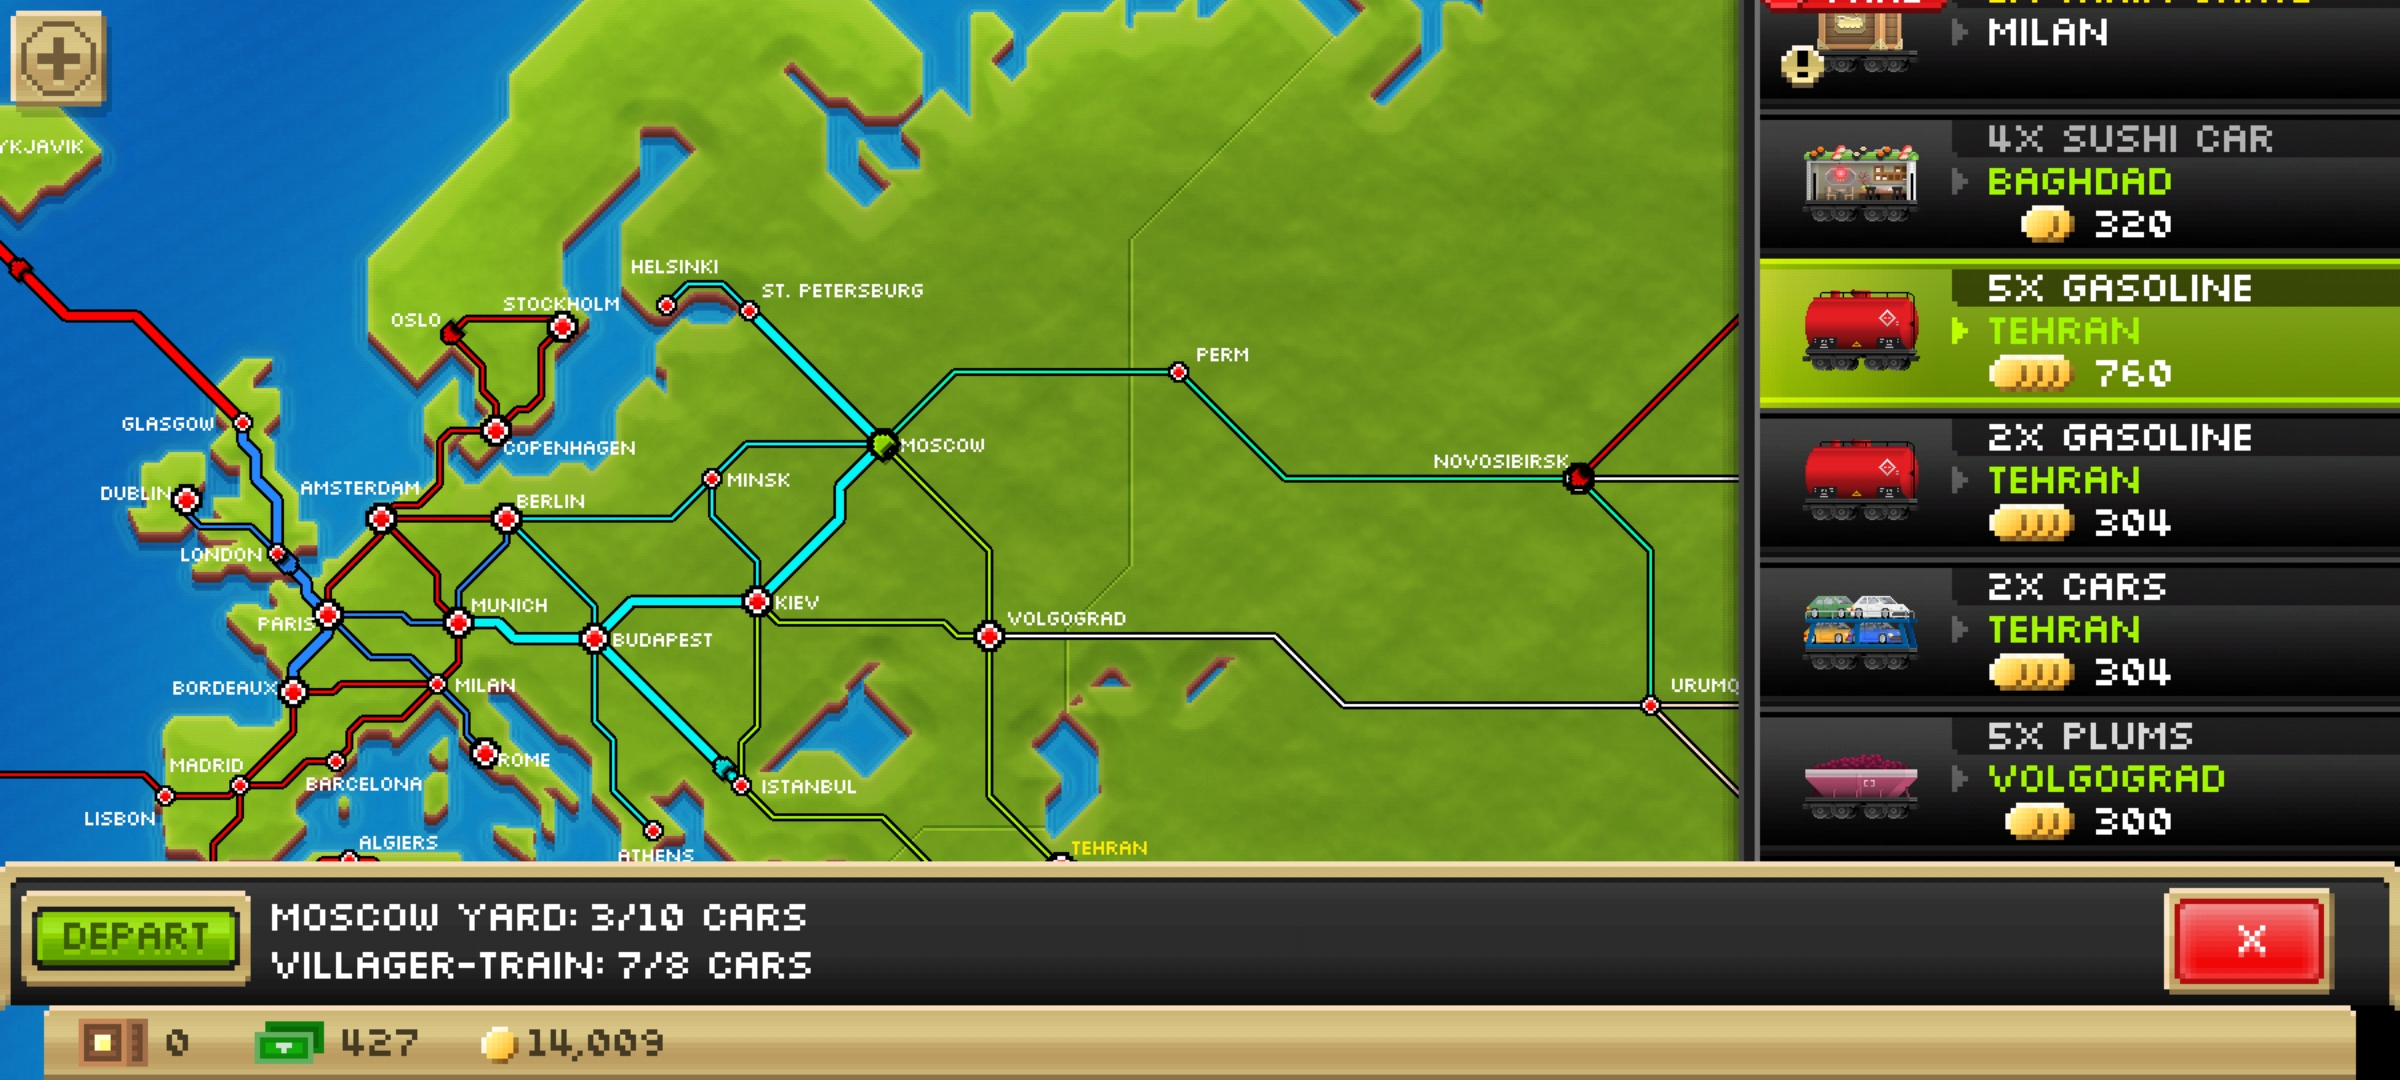 YKJAVIK
HELSINKI
ST. PETERSBURG
STOCKHOLM
OSLO
PERM
GLASGOW
COPENHAGEN
MOSCOW
NOVOSIBIRSK
DUBLIN
AMSTERDAM
BERLIN
MINSK
LONDON
MUNICH
KIEV
PARIS
BUDAPEST
VOLGOGRAD
BORDEAUX
MILAN
URUMQ
MADRID
ROME
BARCELONA
ISTANBUL
LISBON
ALGIERS
ATHENS
TEHRAN
MILAN
4X SUSHI CAR
BAGHDAD
320
5X GASOLINE
TEHRAN
760
2X GASOLINE
TEHRAN
304
2X CARS
TEHRAN
304
5X PLUMS
VOLGOGRAD
300
DEPART
MOSCOW YARD: 3/10 CARS
VILLAGER-TRAIN: 7/8 CARS
X
0
427
14,009